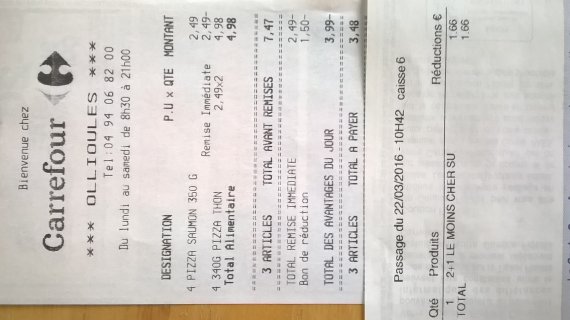 Bienvenue chez
Carrefour
*** OLLIOULES ***
Tel:04 94 06 82 00
Du lundi au samedi de 8h30 à 21h00
DESIGNATION P.U x QTE MONTANT
4 PIZZA SAUMON 350 G 2,49
Remise Immédiate 2,49-
4 340G PIZZA THON 2,49x2 4,98
Total Alimentaire 4,98
3 ARTICLES TOTAL AVANT REMISES 7,47
TOTAL REMISE IMMEDIATE 2,49-
Bon de réduction 1,50-
TOTAL DES AVANTAGES DU JOUR 3,99-
3 ARTICLES TOTAL A PAYER 3,48
Passage du 22/03/2016 - 10H42 caisse6
Qté Produits Réductions €
1 2+1 LE MOINS CHER SU 1.66
TOTAL 1.66